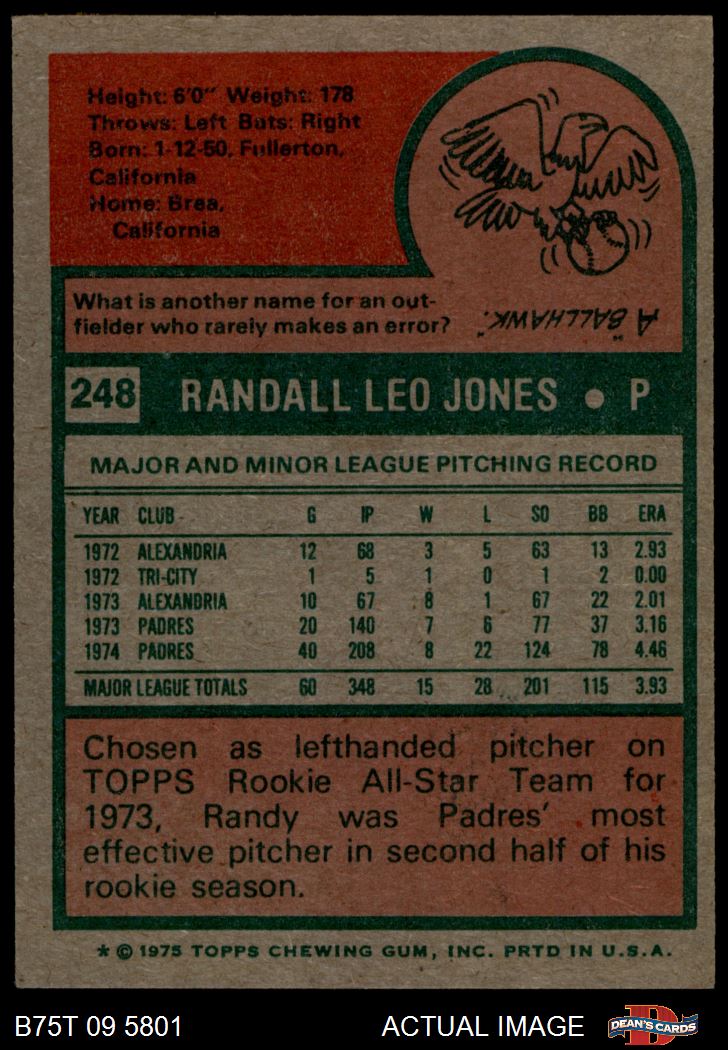 Height: 6'0" Weight: 178
Throws: Left Bats: Right
Born: 1-12-50, Fullerton,
California
Home: Brea,
California
What is another name for an out-
fielder who rarely makes an error?
A "BALLHAWK."
248 RANDALL LEO JONES • P
MAJOR AND MINOR LEAGUE PITCHING RECORD
YEAR CLUB G IP W L SO BB ERA
1972 ALEXANDRIA 12 68 3 5 63 13 2.93
1972 TRI-CITY 1 5 1 0 1 2 0.00
1973 ALEXANDRIA 10 67 8 1 67 22 2.01
1973 PADRES 20 140 7 6 77 37 3.16
1974 PADRES 40 208 8 22 124 78 4.46
MAJOR LEAGUE TOTALS 60 348 15 28 201 115 3.93
Chosen as lefthanded pitcher on
TOPPS Rookie All-Star Team for
1973, Randy was Padres' most
effective pitcher in second half of his
rookie season.
* © 1975 TOPPS CHEWING GUM, INC. PRTD IN U.S.A.
B75T 09 5801 ACTUAL IMAGE D DEAN'S CARDS